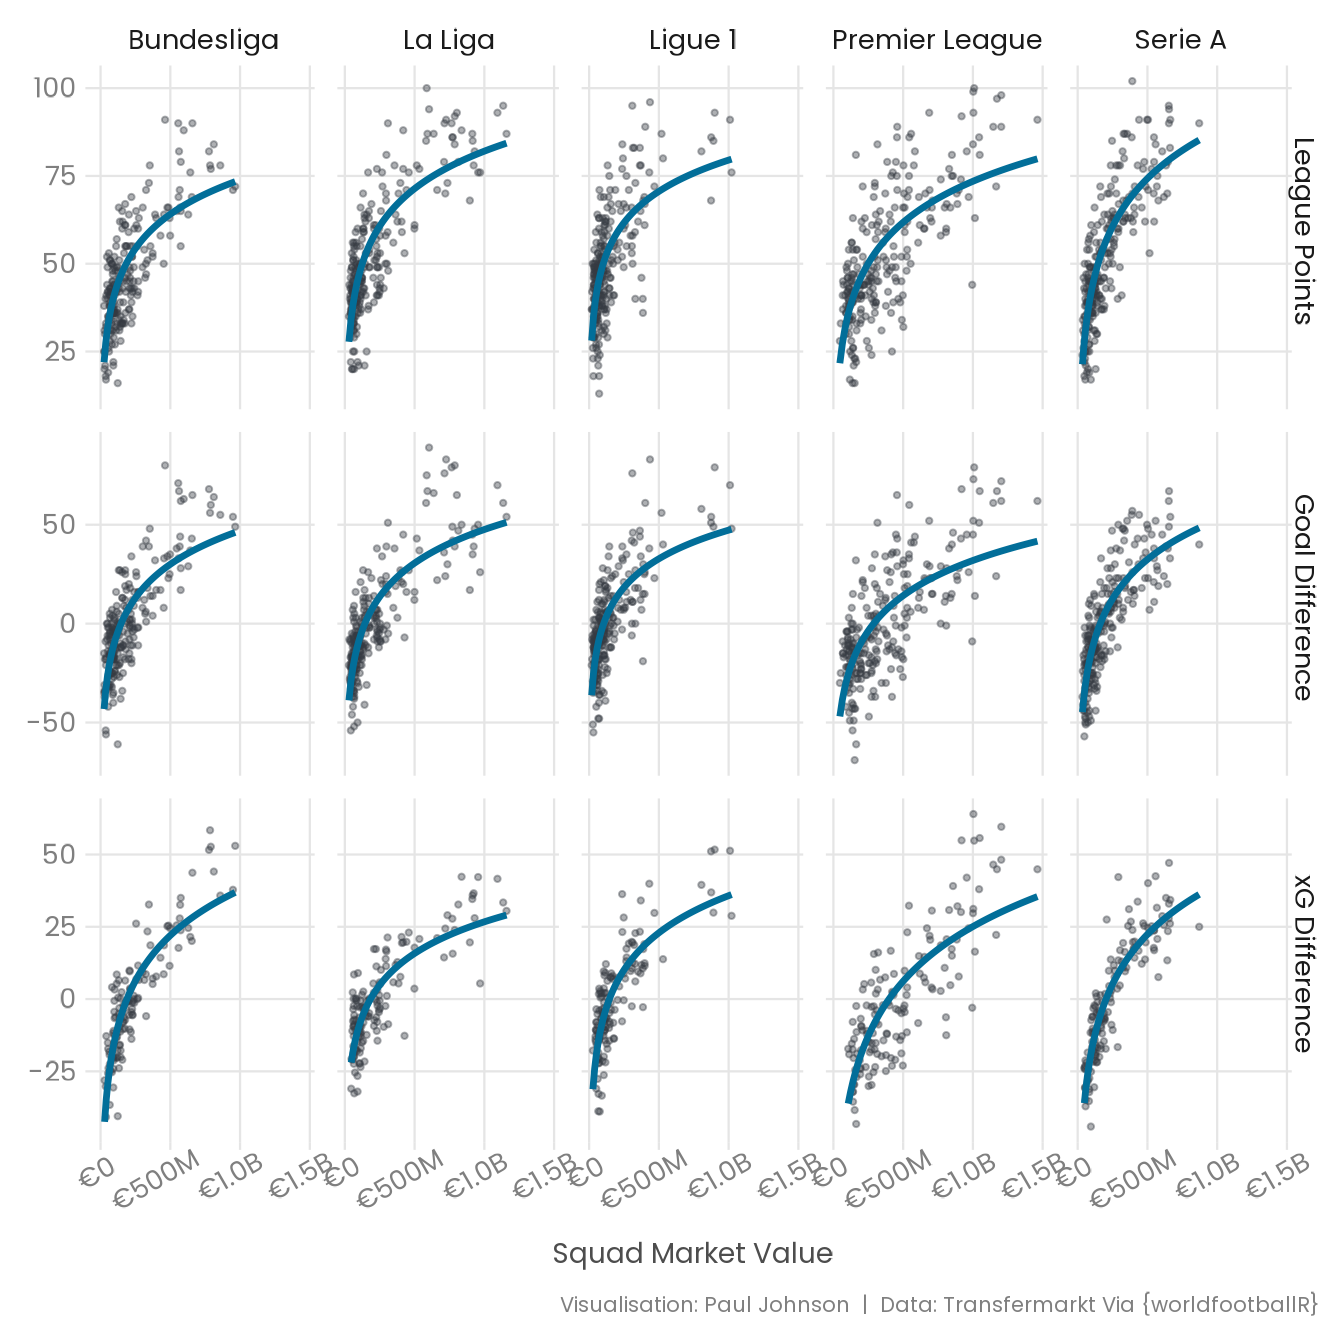 Bundesliga La Liga Ligue 1 Premier League Serie A
100
75
50
25
League Points
50
0
−50
Goal Difference
50
25
0
−25
xG Difference
€0 €500M €1.0B €1.5B €0 €500M €1.0B €1.5B €0 €500M €1.0B €1.5B €0 €500M €1.0B €1.5B €0 €500M €1.0B €1.5B
Squad Market Value
Visualisation: Paul Johnson | Data: Transfermarkt Via {worldfootballR}